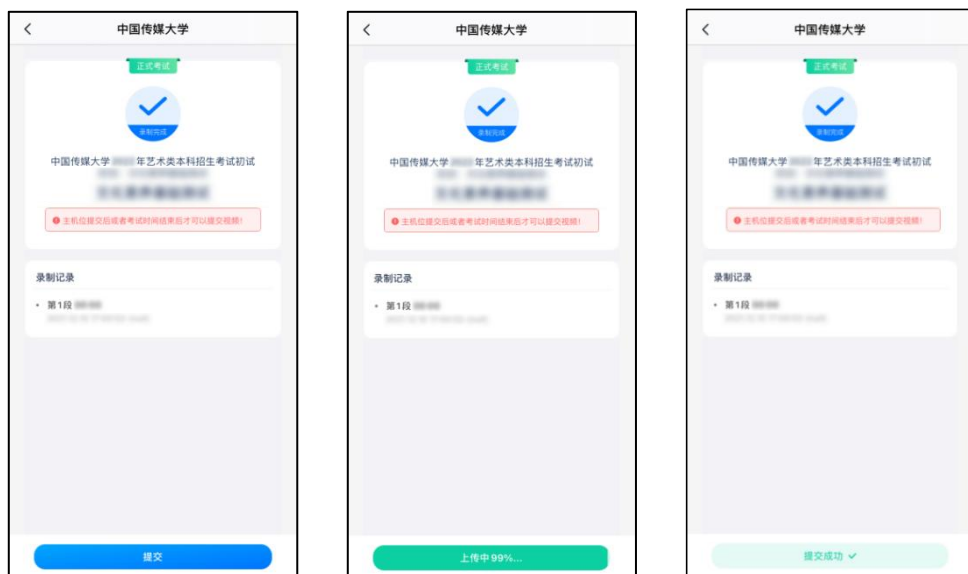 中国传媒大学
正式考试
录制完成
中国传媒大学 年艺术类本科招生考试初试
主机位提交后或者考试时间结束后才可以提交视频!
录制记录
• 第1段
提交
中国传媒大学
正式考试
录制完成
中国传媒大学 年艺术类本科招生考试初试
主机位提交后或者考试时间结束后才可以提交视频!
录制记录
• 第1段
上传中 99%...
中国传媒大学
正式考试
录制完成
中国传媒大学 年艺术类本科招生考试初试
主机位提交后或者考试时间结束后才可以提交视频!
录制记录
• 第1段
提交成功